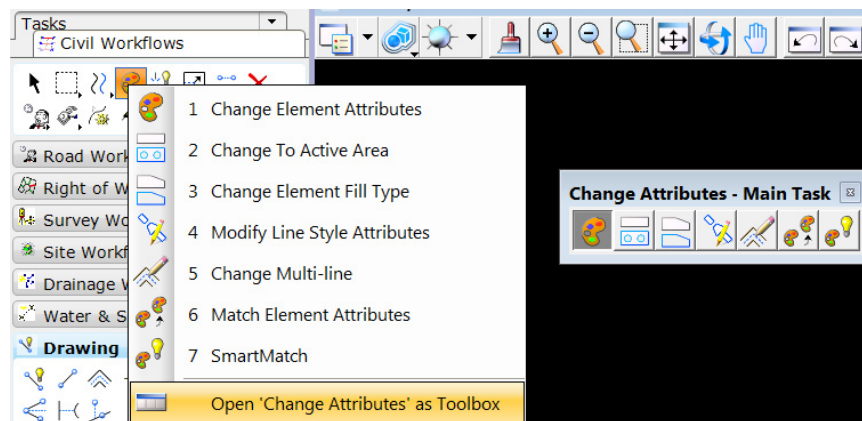 Tasks
Civil Workflows
1 Change Element Attributes
2 Change To Active Area
3 Change Element Fill Type
4 Modify Line Style Attributes
5 Change Multi-line
6 Match Element Attributes
7 SmartMatch
Open 'Change Attributes' as Toolbox
Road Work
Right of W
Survey Wo
Site Workf
Drainage W
Water & S
Drawing
Change Attributes - Main Task